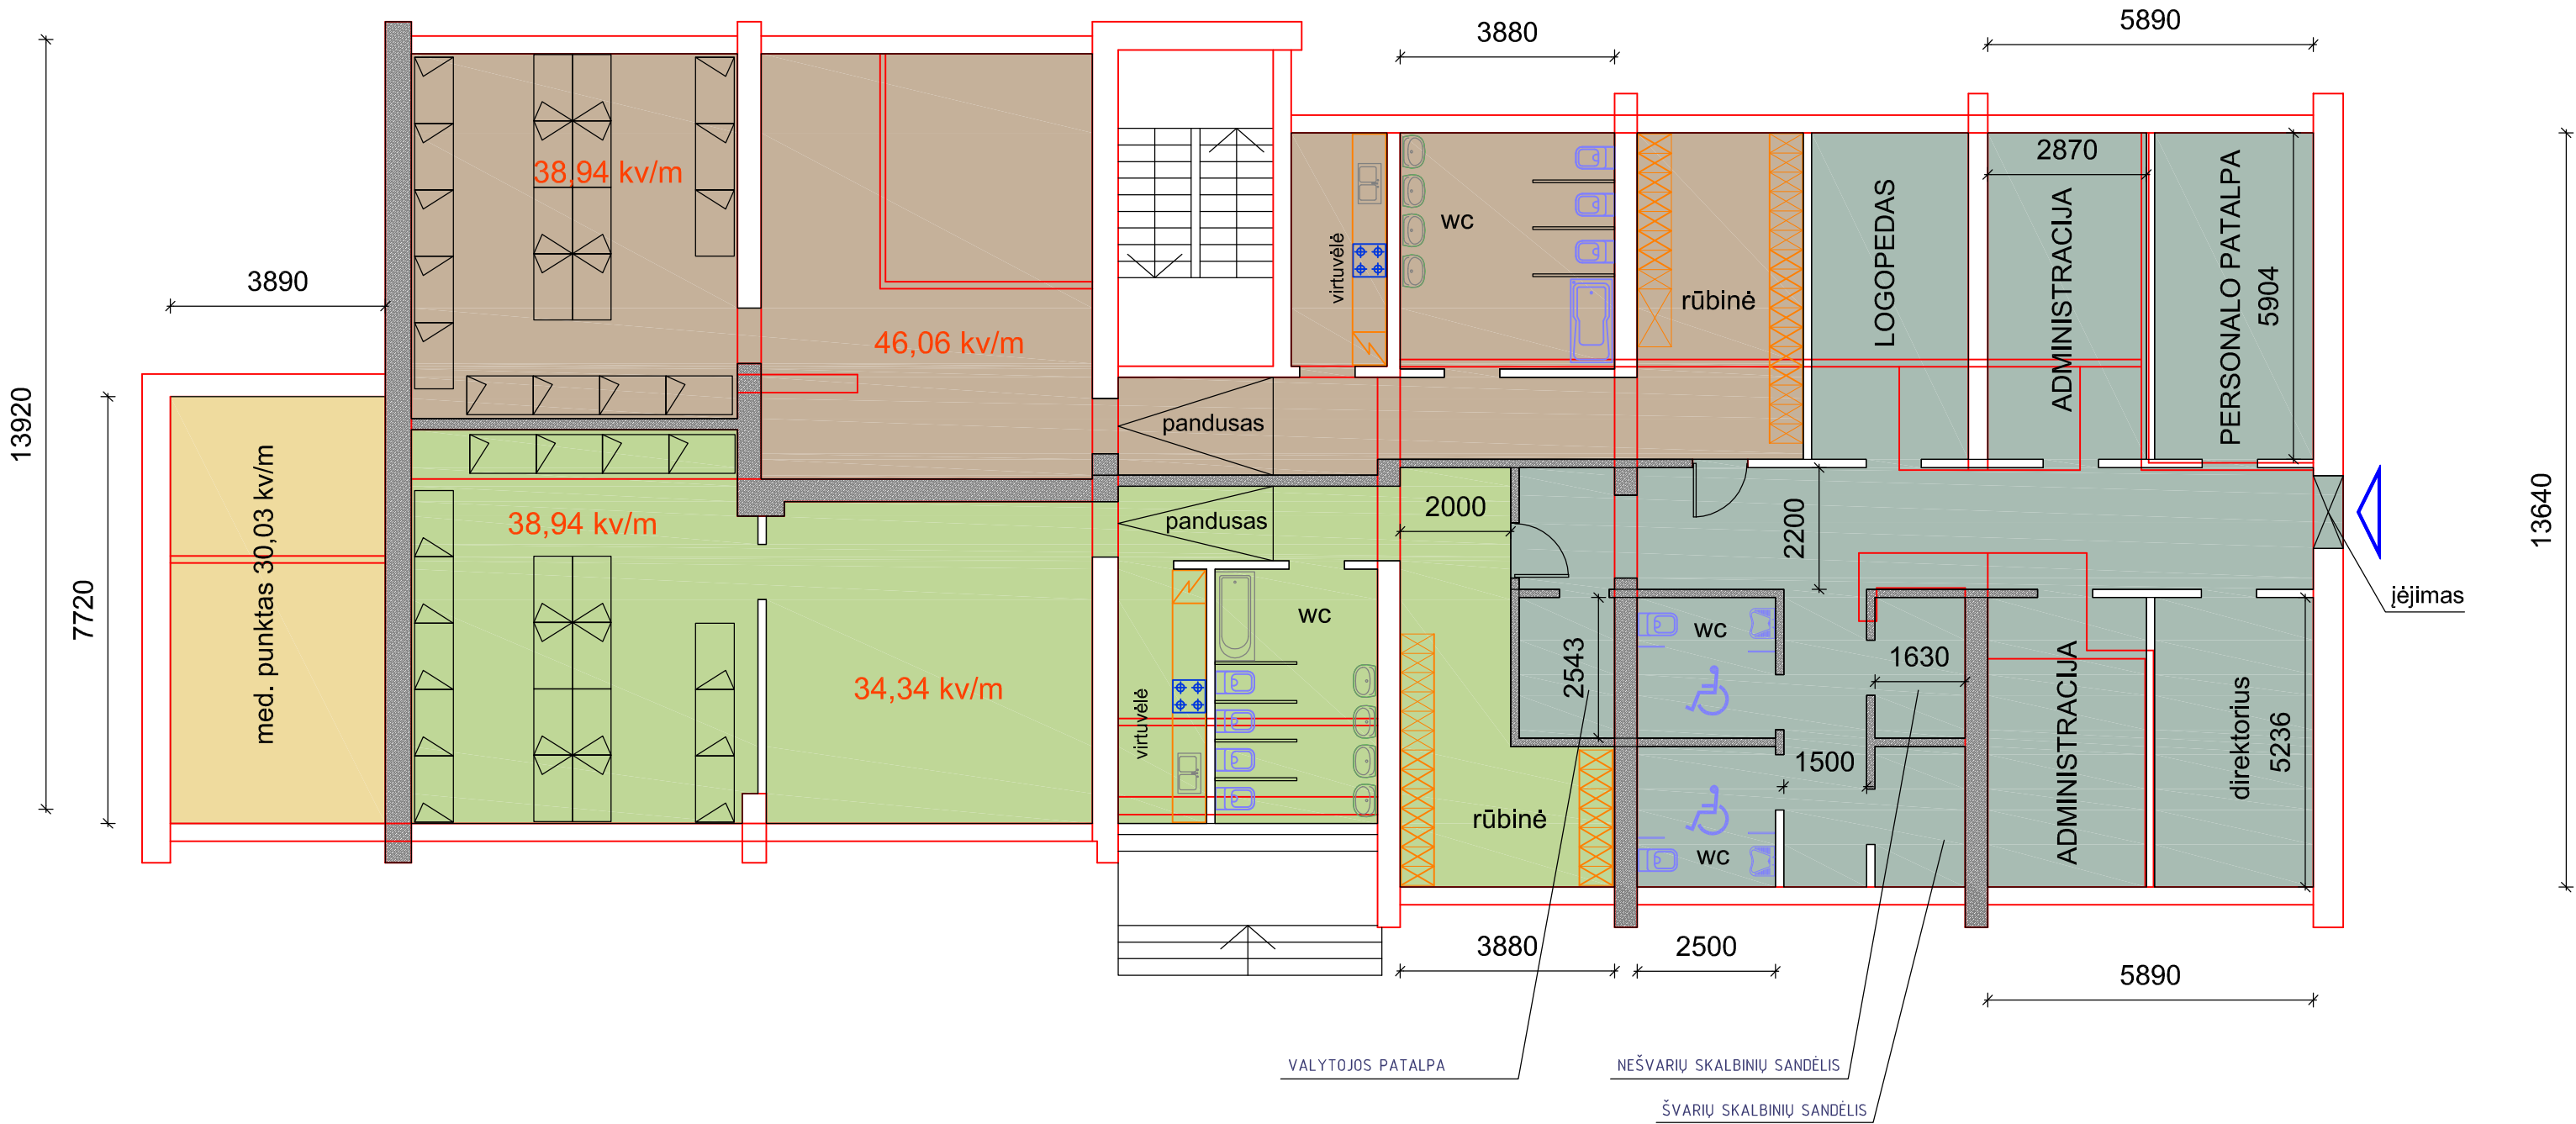 5890
3880
2870
38,94 kv/m
wc
virtuvėlė
rūbinė
LOGOPEDAS
ADMINISTRACIJA
PERSONALO PATALPA
5904
3890
46,06 kv/m
13920
pandusas
pandusas
2000
2200
13640
38,94 kv/m
med. punktas 30,03 kv/m
7720
įėjimas
wc
wc
2543
1630
34,34 kv/m
virtuvėlė
1500
ADMINISTRACIJA
direktorius
5236
rūbinė
wc
3880
2500
5890
VALYTOJOS PATALPA
NEŠVARIŲ SKALBINIŲ SANDĖLIS
ŠVARIŲ SKALBINIŲ SANDĖLIS